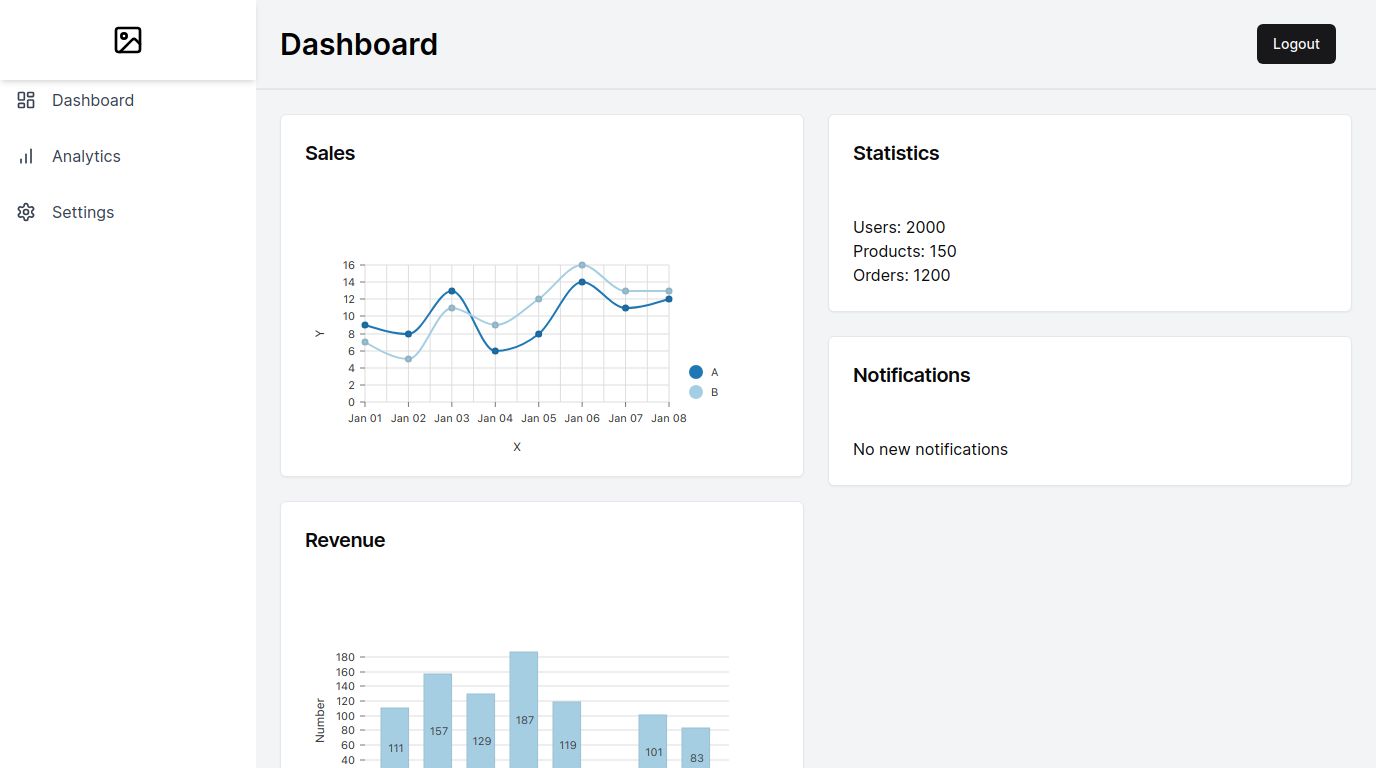 Dashboard
Logout
Dashboard
Analytics
Settings
Sales
16
14
12
10
8
6
4
2
0
Y
Jan 01 Jan 02 Jan 03 Jan 04 Jan 05 Jan 06 Jan 07 Jan 08
X
A
B
Statistics
Users: 2000
Products: 150
Orders: 1200
Notifications
No new notifications
Revenue
180
160
140
120
100
80
60
40
Number
111 157 129 187 119 101 83